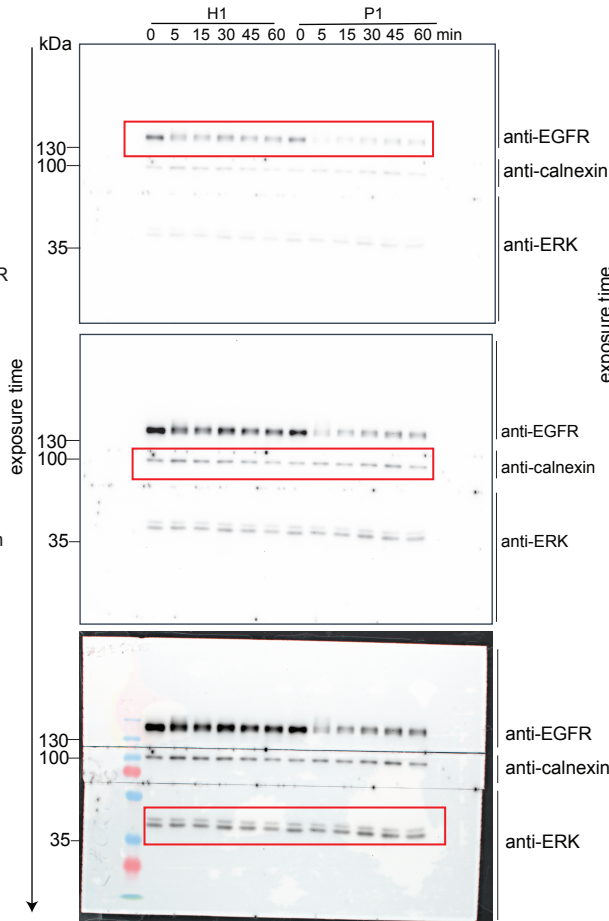 H1 P1
kDa 0 5 15 30 45 60 0 5 15 30 45 60 min
130
100
35
anti-EGFR
anti-calnexin
anti-ERK
R
exposure time
exposure time
130
100
35
anti-EGFR
anti-calnexin
anti-ERK
n
130
100
35
anti-EGFR
anti-calnexin
anti-ERK